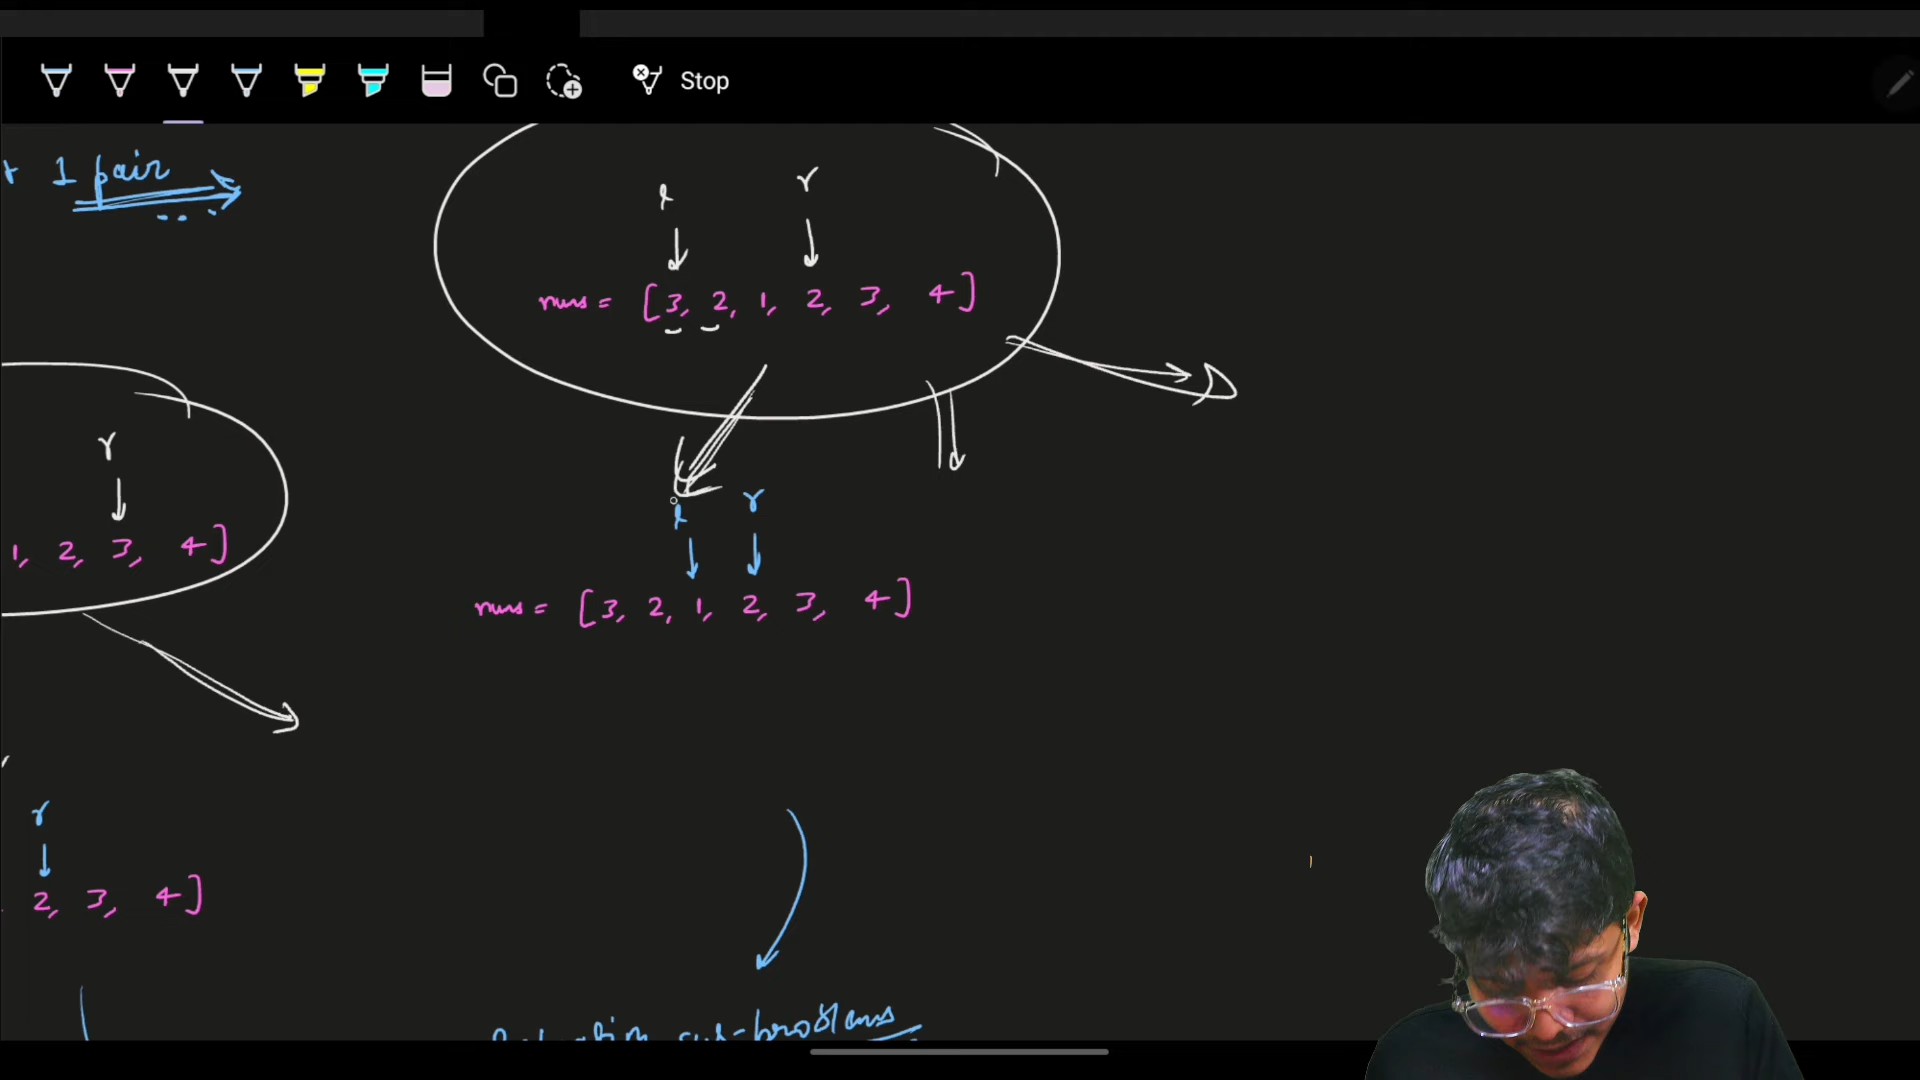 Stop
1 pair
l r
nums = [3, 2, 1, 2, 3, 4]
r
1, 2, 3, 4]
l r
nums = [3, 2, 1, 2, 3, 4]
r
2, 3, 4]
sub-problems